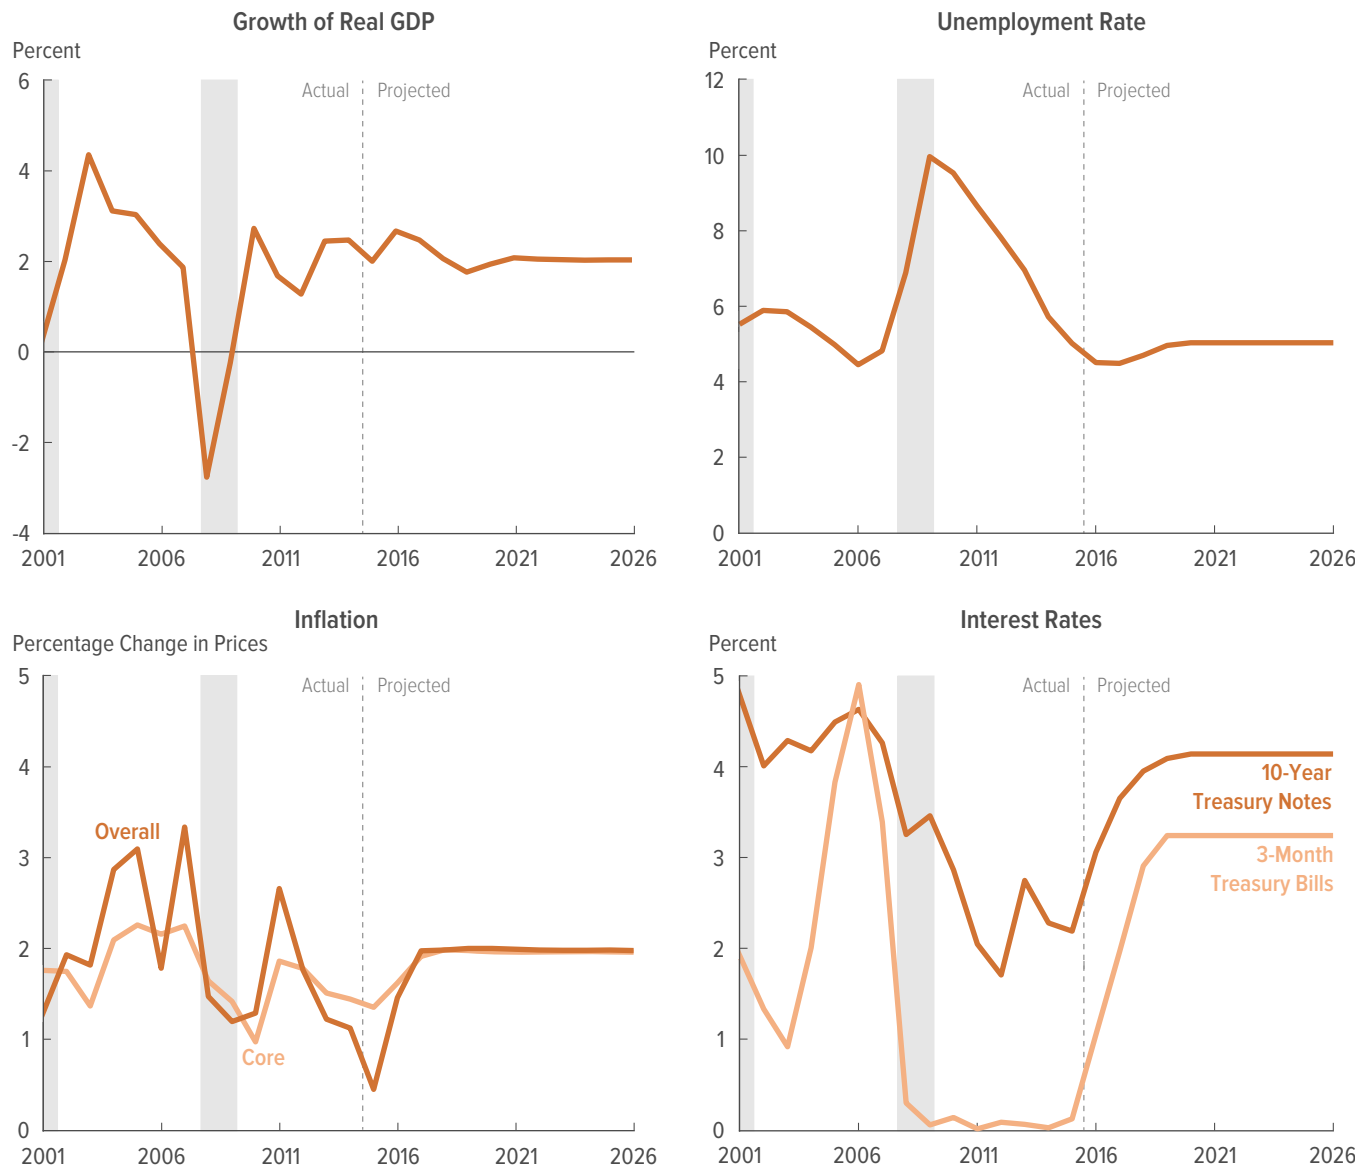 Growth of Real GDP
Percent
6
4
2
0
-2
-4
Actual
Projected
2001 2006 2011 2016 2021 2026
Unemployment Rate
Percent
12
10
8
6
4
2
0
Actual
Projected
2001 2006 2011 2016 2021 2026
Inflation
Percentage Change in Prices
5
4
3
2
1
0
Actual
Projected
Overall
Core
2001 2006 2011 2016 2021 2026
Interest Rates
Percent
5
4
3
2
1
0
Actual
Projected
10-Year
Treasury Notes
3-Month
Treasury Bills
2001 2006 2011 2016 2021 2026